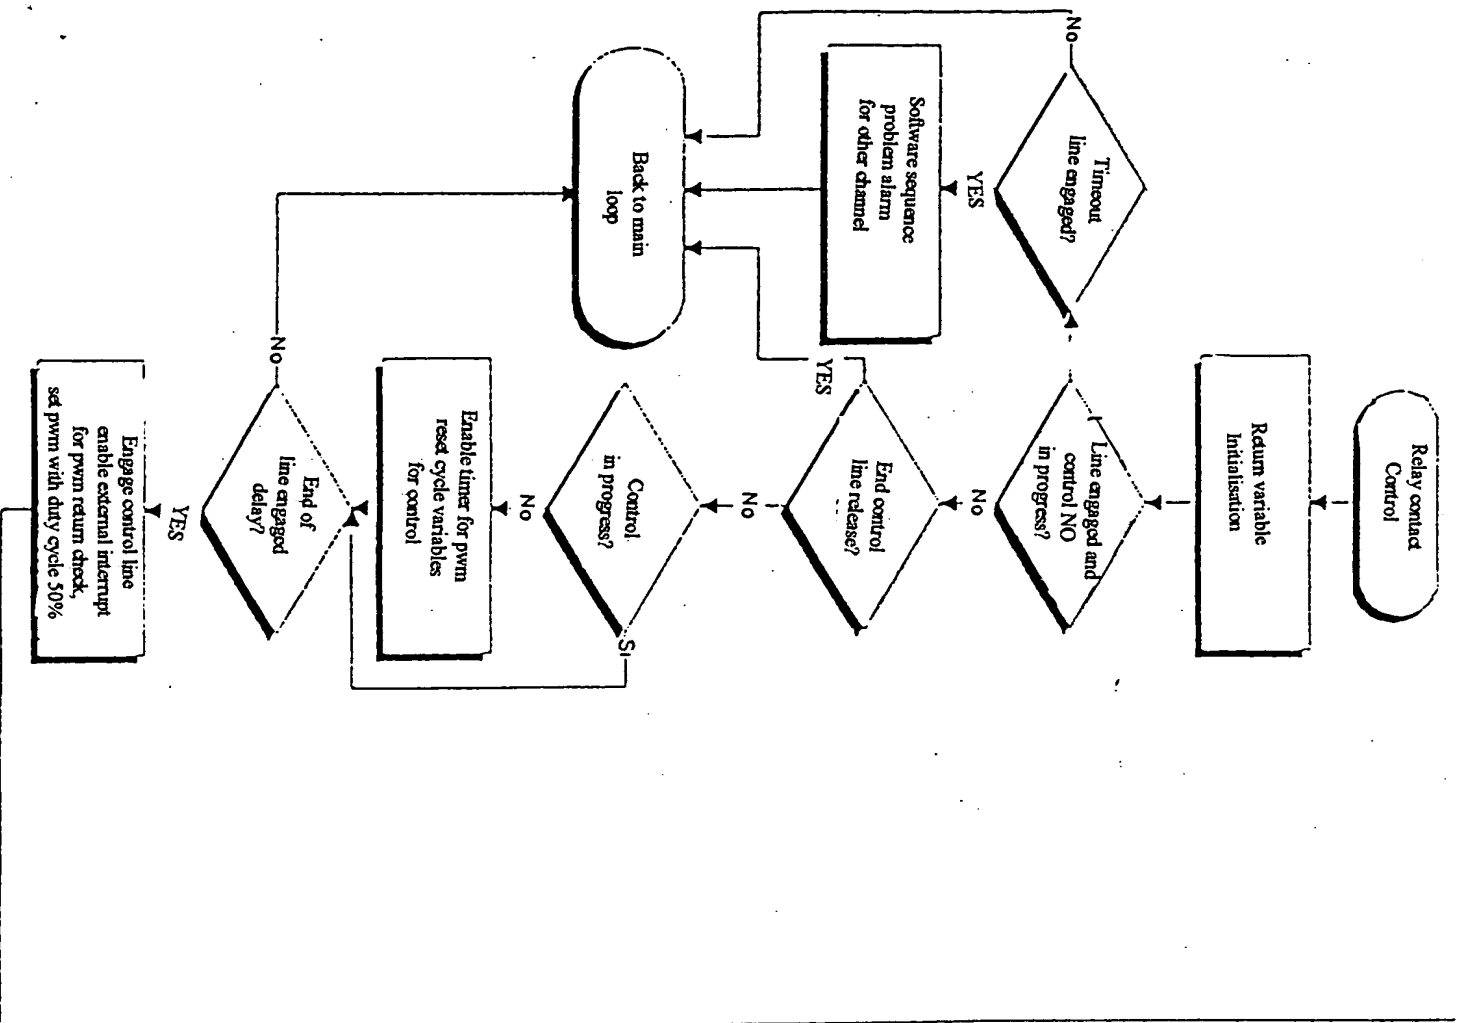 Relay contact
Control
Return variable
Initialisation
Line engaged and
control NO
in progress?
No
Timeout
line engaged?
No
YES
Software sequence
problem alarm
for other channel
End control
line release?
YES
No
Back to main
loop
Control
in progress?
Si
No
Enable timer for pwm
reset cycle variables
for control
End of
line engaged
delay?
No
YES
Engage control line
enable external interrupt
for pwm return check,
set pwm with duty cycle 50%